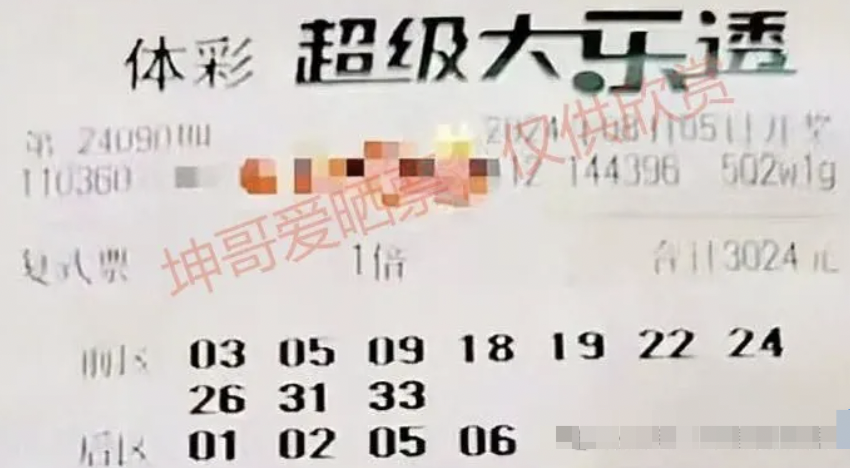 体彩 超级大乐透
第 24090期 2024年08月05日开奖
110360 12 144396 5Q2w1g
坤哥爱晒票 仅供欣赏
复式票 1倍 合计3024元
前区 03 05 09 18 19 22 24
26 31 33
后区 01 02 05 06